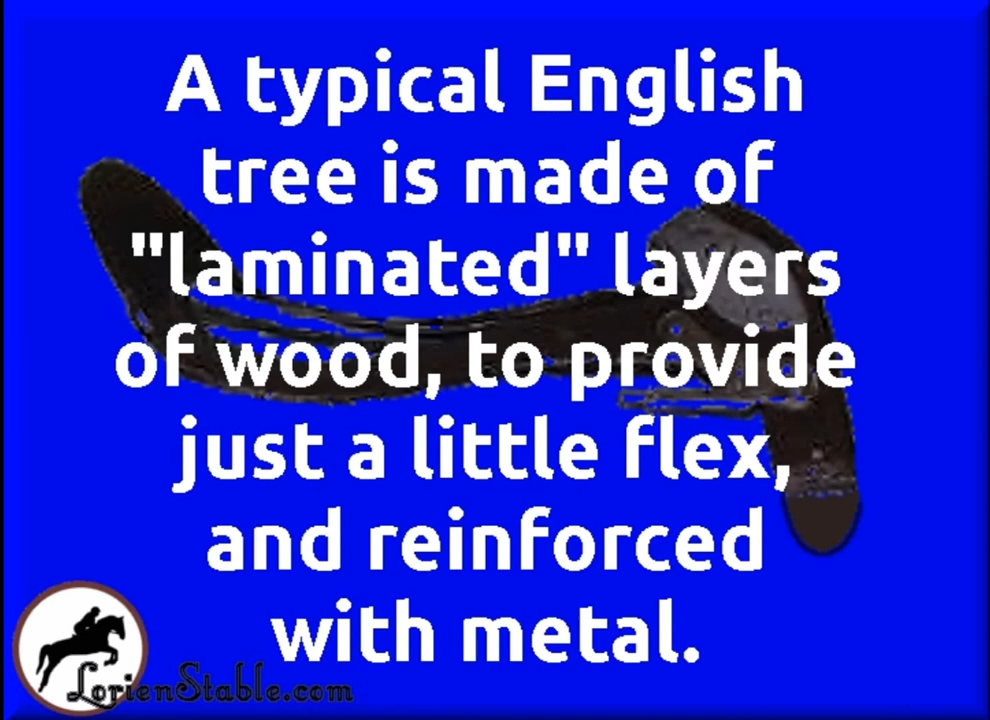 A typical English
tree is made of
"laminated" layers
of wood, to provide
just a little flex,
and reinforced
with metal.
LorienStable.com